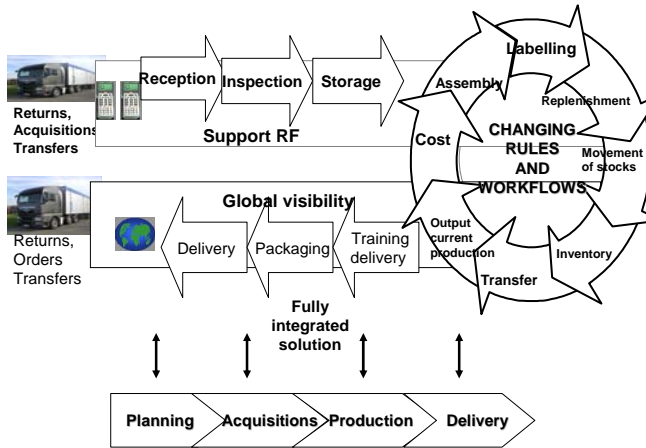 Reception
Inspection
Storage
Returns,
Acquisitions
Transfers
Support RF
Labelling
Assembly
Replenishment
Cost
CHANGING
RULES
AND
WORKFLOWS
Movement
of stocks
Output
current
production
Inventory
Transfer
Global visibility
Returns,
Orders
Transfers
Delivery
Packaging
Training
delivery
Fully
integrated
solution
Planning
Acquisitions
Production
Delivery